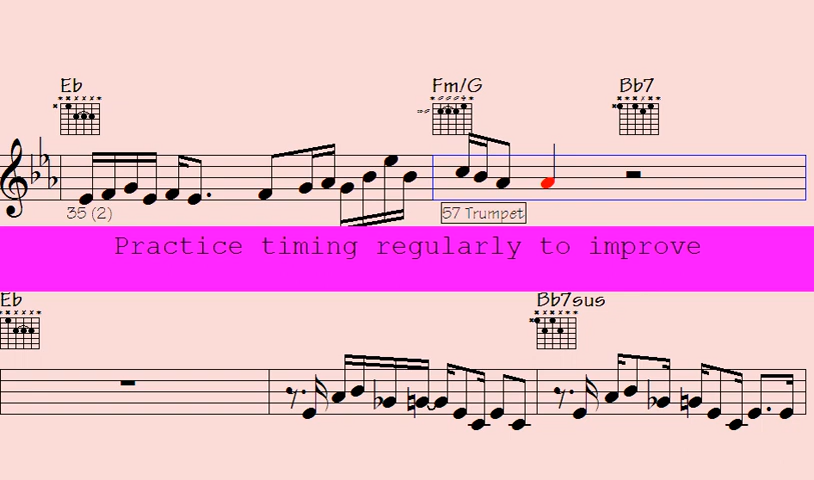 Eb Fm/G Bb7
35 (2) 57 Trumpet
Practice timing regularly to improve
Eb Bb7sus